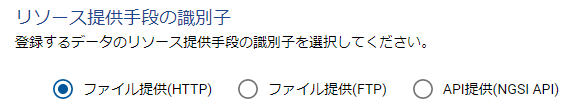 リソース提供手段の識別子
登録するデータのリソース提供手段の識別子を選択してください。
ファイル提供(HTTP) ファイル提供(FTP) API提供(NGSI API)